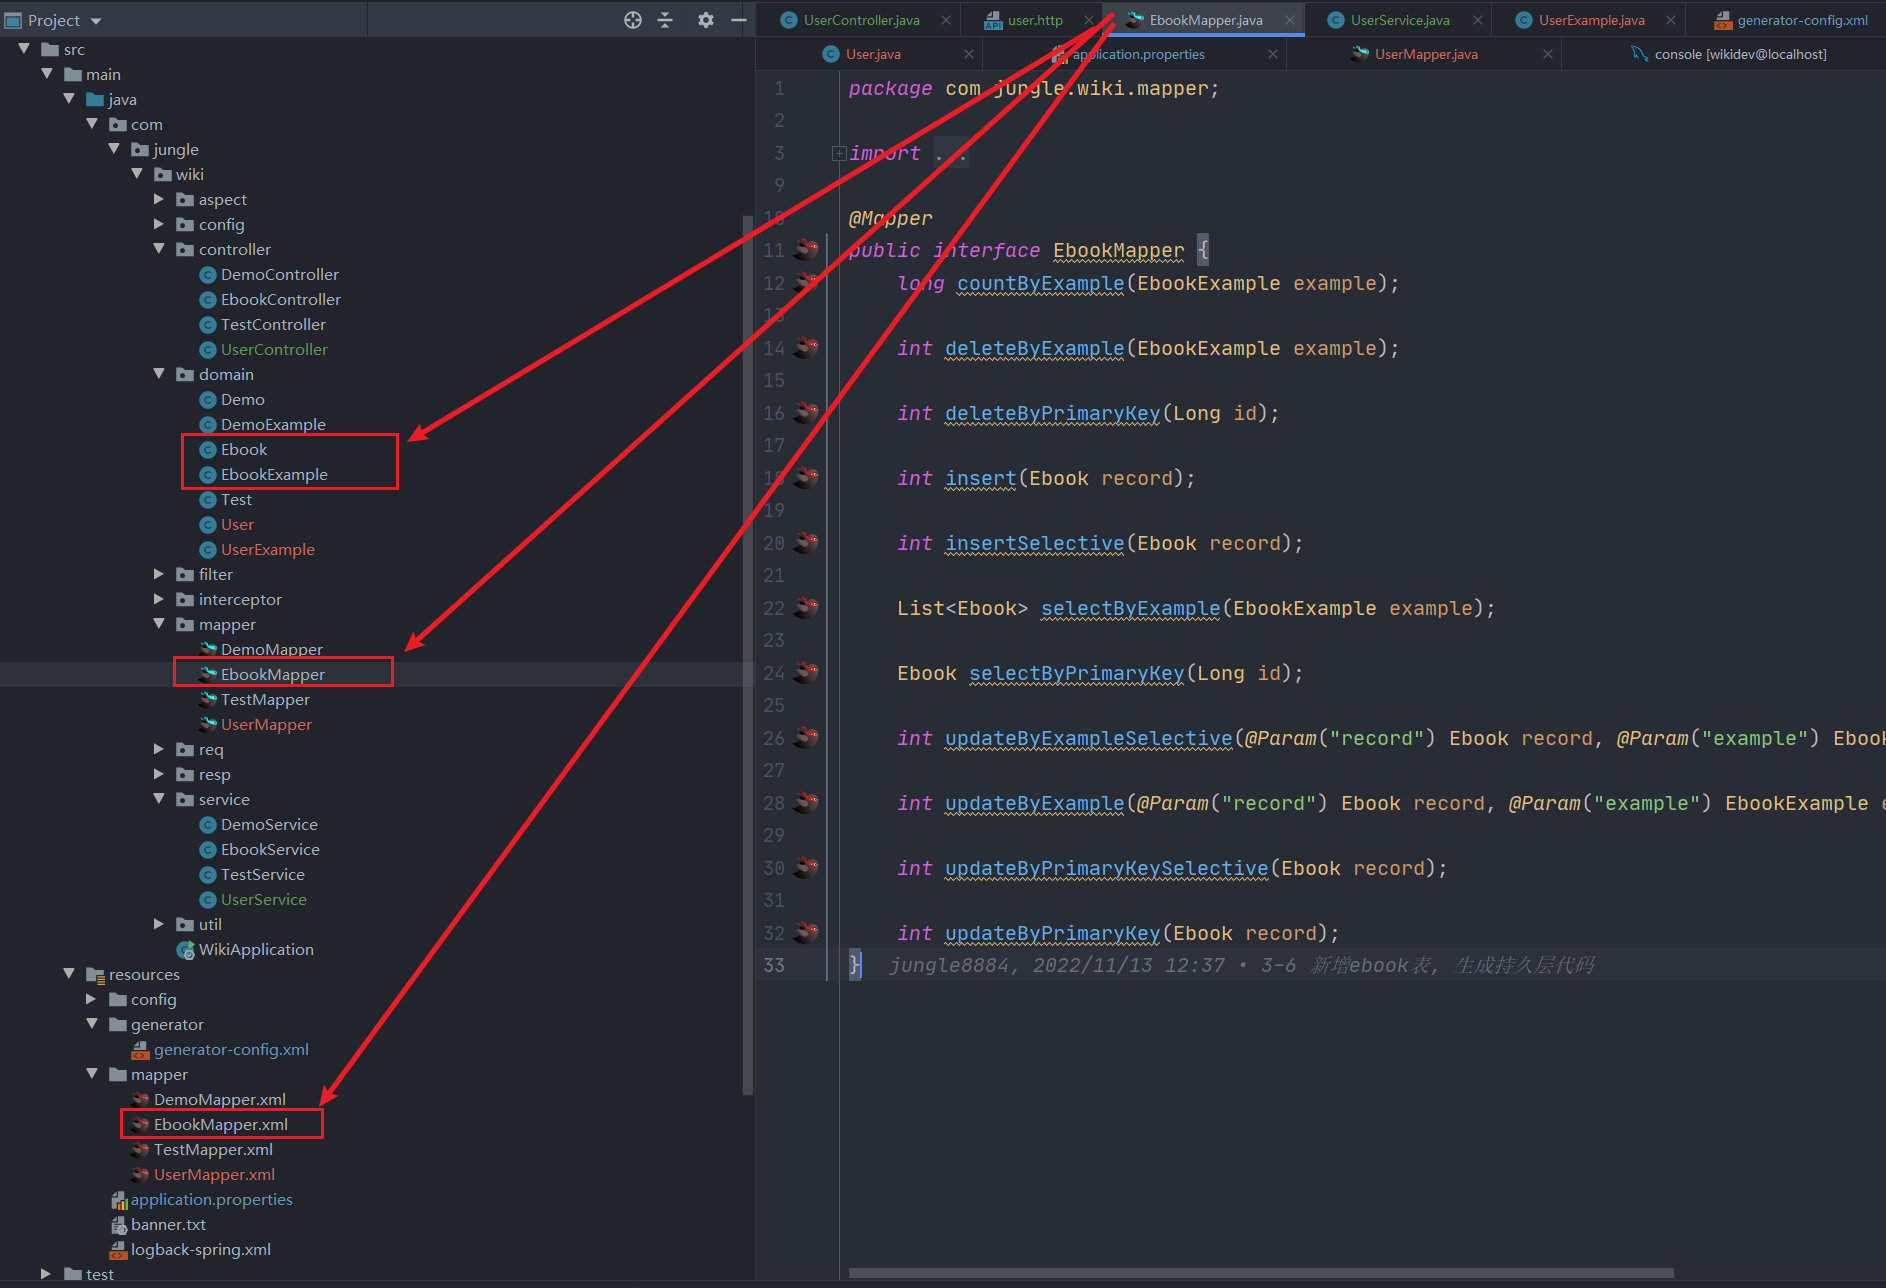 Project
src
main
java
com
jungle
wiki
aspect
config
controller
DemoController
EbookController
TestController
UserController
domain
Demo
DemoExample
Ebook
EbookExample
Test
User
UserExample
filter
interceptor
mapper
DemoMapper
EbookMapper
TestMapper
UserMapper
req
resp
service
DemoService
EbookService
TestService
UserService
util
WikiApplication
resources
config
generator
generator-config.xml
mapper
DemoMapper.xml
EbookMapper.xml
TestMapper.xml
UserMapper.xml
application.properties
banner.txt
logback-spring.xml
test
UserController.java user.http EbookMapper.java UserService.java UserExample.java generator-config.xml
User.java application.properties UserMapper.java console [wikidev@localhost]
1 package com.jungle.wiki.mapper;
2
3 import ...
9
10 @Mapper
11 public interface EbookMapper {
12 long countByExample(EbookExample example);
13
14 int deleteByExample(EbookExample example);
15
16 int deleteByPrimaryKey(Long id);
17
18 int insert(Ebook record);
19
20 int insertSelective(Ebook record);
21
22 List<Ebook> selectByExample(EbookExample example);
23
24 Ebook selectByPrimaryKey(Long id);
25
26 int updateByExampleSelective(@Param("record") Ebook record, @Param("example") Ebook
27
28 int updateByExample(@Param("record") Ebook record, @Param("example") EbookExample e
29
30 int updateByPrimaryKeySelective(Ebook record);
31
32 int updateByPrimaryKey(Ebook record);
33 } jungle8884, 2022/11/13 12:37 • 3-6 新增ebook表, 生成持久层代码